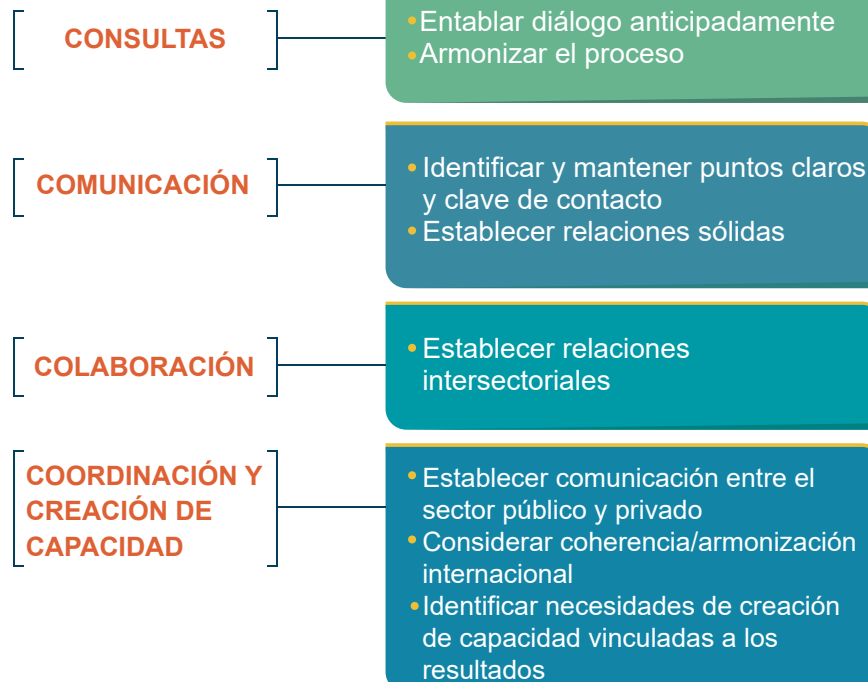 CONSULTAS
• Entablar diálogo anticipadamente
• Armonizar el proceso
COMUNICACIÓN
• Identificar y mantener puntos claros
y clave de contacto
• Establecer relaciones sólidas
COLABORACIÓN
• Establecer relaciones
intersectoriales
COORDINACIÓN Y
CREACIÓN DE
CAPACIDAD
• Establecer comunicación entre el
sector público y privado
• Considerar coherencia/armonización
internacional
• Identificar necesidades de creación
de capacidad vinculadas a los
resultados